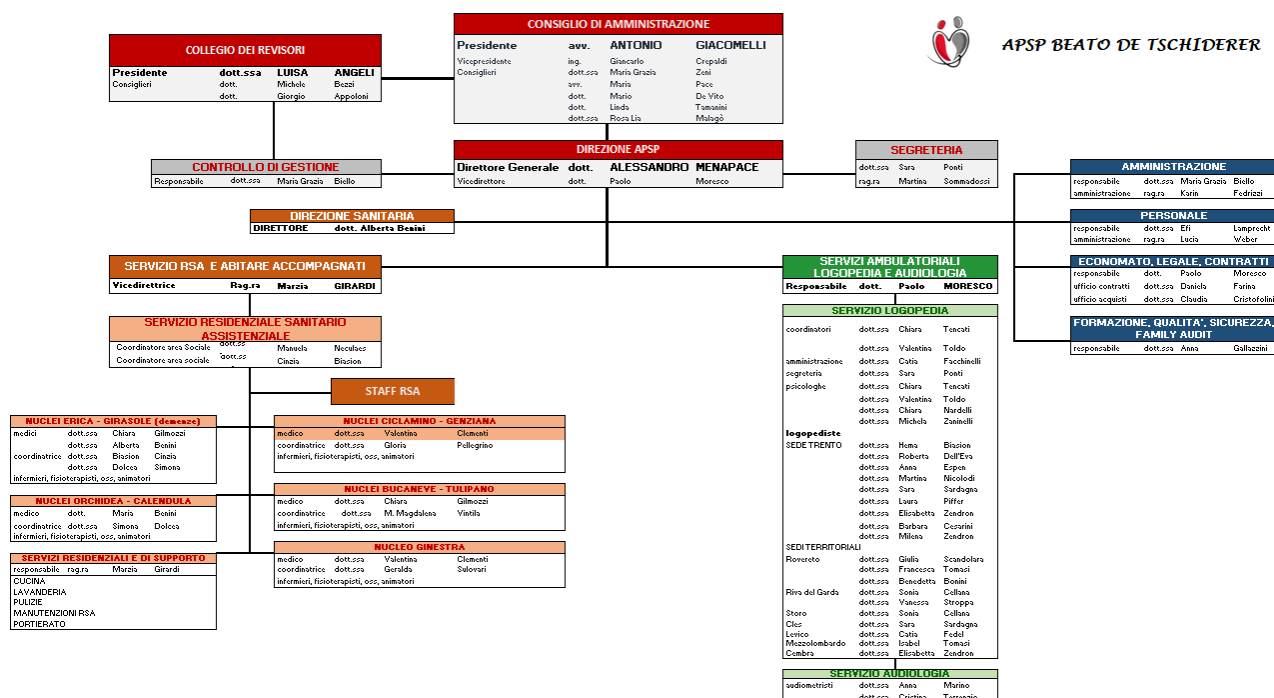 CONSIGLIO DI AMMINISTRAZIONE
Presidente avv. ANTONIO GIACOMELLI
Vicepresidente ing. Giancarlo Crepaldi
Consiglieri dott.ssa Maria Grazia Zeni
avv. Maria Pace
dott. Mario De Vito
dott. Linda Tamanini
dott.ssa Rosa Lia Malagò
APSP BEATO DE TSCHIDERER
COLLEGIO DEI REVISORI
Presidente dott.ssa LUISA ANGELI
Consiglieri dott. Michele Bezzi
dott. Giorgio Appoloni
DIREZIONE APSP
Direttore Generale dott. ALESSANDRO MENAPACE
Vicedirettore dott. Paolo Moresco
CONTROLLO DI GESTIONE
Responsabile dott.ssa Maria Grazia Biello
SEGRETERIA
dott.ssa Sara Ponti
rag.ra Martina Sommadossi
AMMINISTRAZIONE
responsabile dott.ssa Maria Grazia Biello
amministrazione rag.ra Karin Fedrizzi
PERSONALE
responsabile dott.ssa Efi Lamprecht
amministrazione rag.ra Lucia Weber
ECONOMATO, LEGALE, CONTRATTI
responsabile dott. Paolo Moresco
ufficio contratti dott.ssa Daniela Farina
ufficio acquisti dott.ssa Claudia Cristofolini
FORMAZIONE, QUALITA', SICUREZZA,
FAMILY AUDIT
responsabile dott.ssa Anna Gallazzini
DIREZIONE SANITARIA
DIRETTORE dott. Alberta Benini
SERVIZIO RSA E ABITARE ACCOMPAGNATI
Vicedirettrice Rag.ra Marzia GIRARDI
SERVIZIO RESIDENZIALE SANITARIO
ASSISTENZIALE
Coordinatore area Sociale dott.ss Manuela Neculaes
Coordinatore area sociale dott.ss Cinzia Biasion
STAFF RSA
NUCLEI ERICA - GIRASOLE (demenze)
medici dott.ssa Chiara Gilmozzi
dott.ssa Alberta Benini
coordinatrice dott.ssa Biasion Cinzia
dott.ssa Dolcea Simona
infermieri, fisioterapisti, oss, animatori
NUCLEI CICLAMINO - GENZIANA
medico dott.ssa Valentina Clementi
coordinatrice dott.ssa Gloria Pellegrino
infermieri, fisioterapisti, oss, animatori
NUCLEI ORCHIDEA - CALENDULA
medico dott. Maria Benini
coordinatrice dott.ssa Simona Dolcea
infermieri, fisioterapisti, oss, animatori
NUCLEI BUCANEVE - TULIPANO
medico dott.ssa Chiara Gilmozzi
coordinatrice dott.ssa M. Magdalena Vintila
infermieri, fisioterapisti, oss, animatori
SERVIZI RESIDENZIALI E DI SUPPORTO
responsabile rag.ra Marzia Girardi
CUCINA
LAVANDERIA
PULIZIE
MANUTENZIONI RSA
PORTIERATO
NUCLEO GINESTRA
medico dott.ssa Valentina Clementi
coordinatrice dott.ssa Geralda Sulovari
infermieri, fisioterapisti, oss, animatori
SERVIZI AMBULATORIALI
LOGOPEDIA E AUDIOLOGIA
Responsabile dott. Paolo MORESCO
SERVIZIO LOGOPEDIA
coordinatori dott.ssa Chiara Tencati
dott.ssa Valentina Toldo
amministrazione dott.ssa Catia Facchinelli
segreteria dott.ssa Sara Ponti
psicologhe dott.ssa Chiara Tencati
dott.ssa Valentina Toldo
dott.ssa Chiara Nardelli
dott.ssa Michela Zaninelli
logopediste
SEDE TRENTO dott.ssa Hema Biasion
dott.ssa Roberta Dell'Eva
dott.ssa Anna Espen
dott.ssa Martina Nicolodi
dott.ssa Sara Sardagna
dott.ssa Laura Piffer
dott.ssa Elisabetta Zendron
dott.ssa Barbara Cesarini
dott.ssa Milena Zendron
SEDI TERRITORIALI
Rovereto dott.ssa Giulia Scandolara
dott.ssa Francesca Tomasi
dott.ssa Benedetta Bonini
Riva del Garda dott.ssa Sonia Cellana
dott.ssa Vanessa Stroppa
Storo dott.ssa Sonia Cellana
Cles dott.ssa Sara Sardagna
Levico dott.ssa Catia Fedel
Mezzolombardo dott.ssa Isabel Tomasi
Cembra dott.ssa Elisabetta Zendron
SERVIZIO AUDIOLOGIA
audiometristi dott.ssa Anna Marino
dott.ssa Cristina